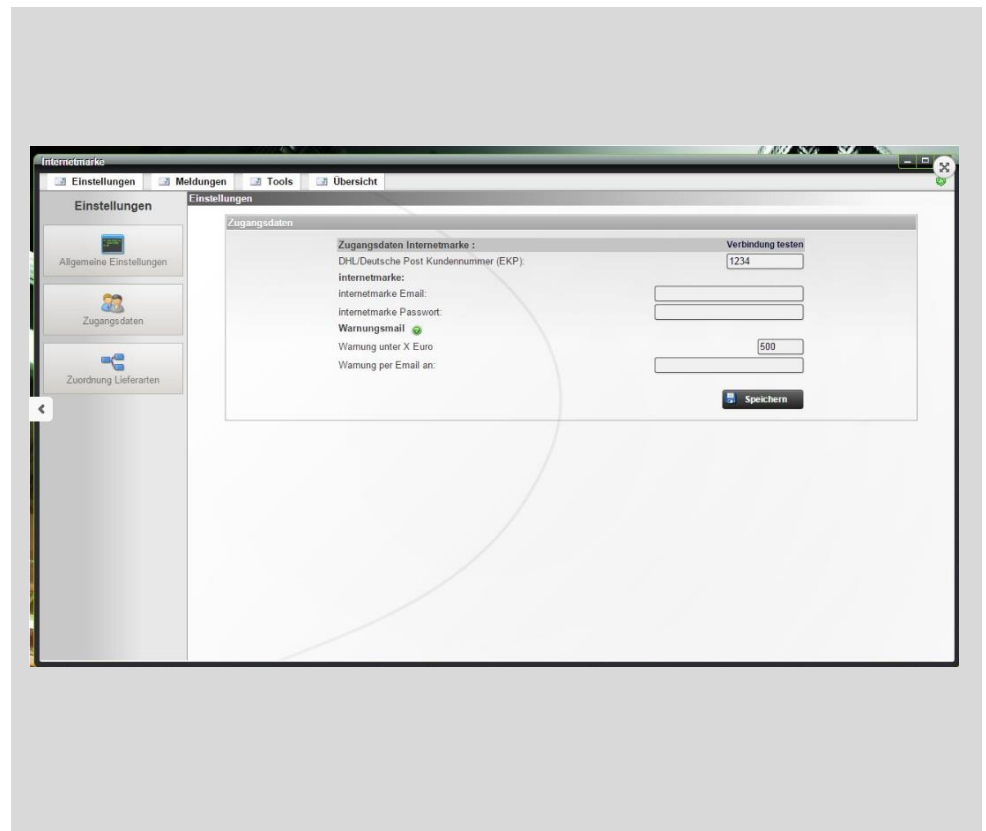 Internetmarke
Einstellungen Meldungen Tools Übersicht
Einstellungen
Einstellungen
Allgemeine Einstellungen
Zugangsdaten
Zuordnung Lieferarten
Zugangsdaten
Zugangsdaten Internetmarke : Verbindung testen
DHL/Deutsche Post Kundennummer (EKP): 1234
internetmarke:
internetmarke Email:
internetmarke Passwort:
Warnungsmail
Warnung unter X Euro 500
Warnung per Email an:
Speichern